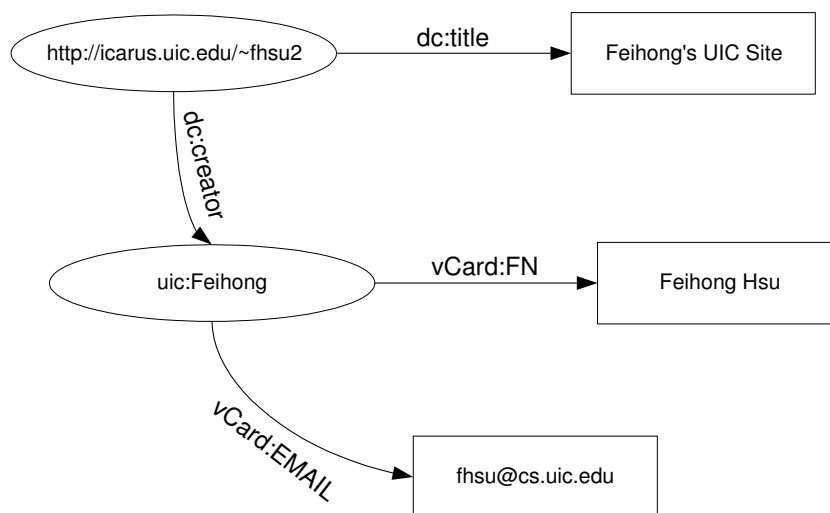 http://icarus.uic.edu/~fhsu2
dc:title
Feihong's UIC Site
dc:creator
uic:Feihong
vCard:FN
Feihong Hsu
vCard:EMAIL
fhsu@cs.uic.edu